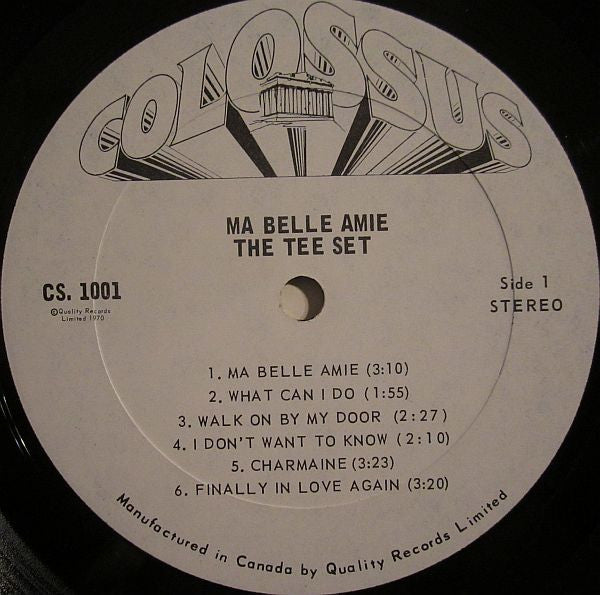 COLOSSUS
MA BELLE AMIE
THE TEE SET
CS. 1001
©Quality Records
Limited 1970
Side 1
STEREO
1. MA BELLE AMIE (3:10)
2. WHAT CAN I DO (1:55)
3. WALK ON BY MY DOOR (2:27)
4. I DON'T WANT TO KNOW (2:10)
5. CHARMAINE (3:23)
6. FINALLY IN LOVE AGAIN (3:20)
Manufactured in Canada by Quality Records Limited